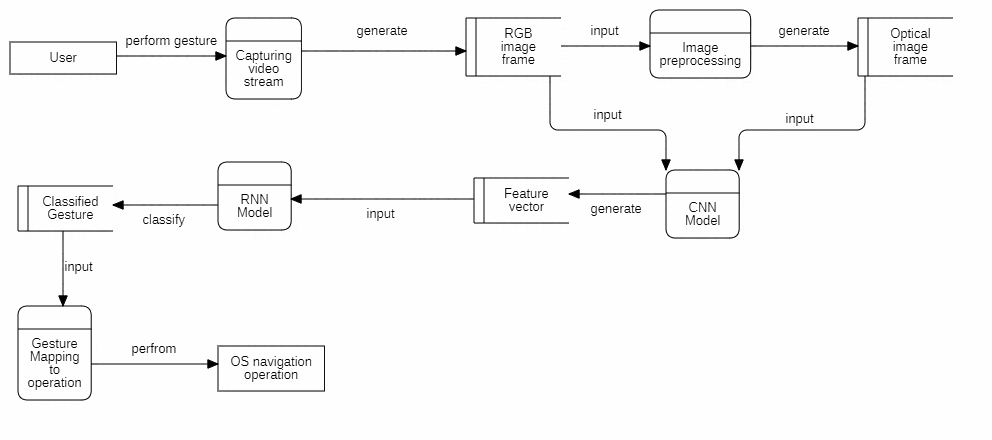 User
perform gesture
Capturing
video
stream
generate
RGB
image
frame
input
Image
preprocessing
generate
Optical
image
frame
input
input
CNN
Model
generate
Feature
vector
input
RNN
Model
classify
Classified
Gesture
input
Gesture
Mapping
to
operation
perfrom
OS navigation
operation